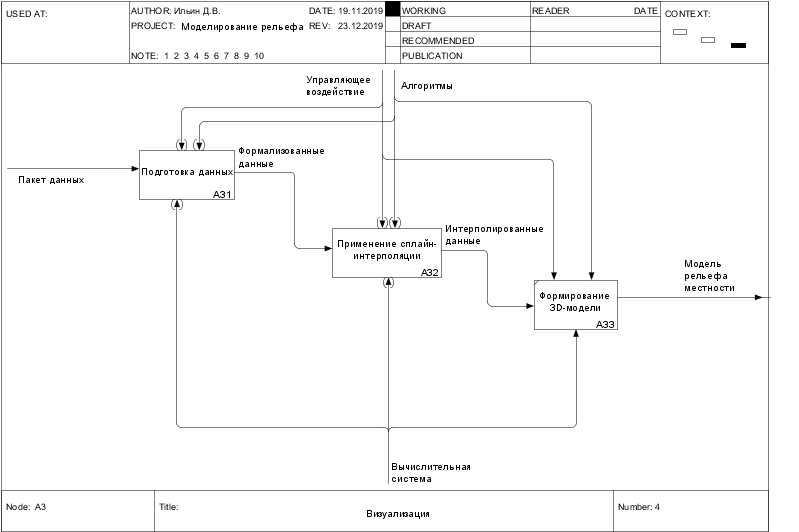 USED AT:
AUTHOR: Ильин Д.В.
DATE: 19.11.2019
PROJECT: Моделирование рельефа
REV: 23.12.2019
NOTE: 1 2 3 4 5 6 7 8 9 10
WORKING
DRAFT
RECOMMENDED
PUBLICATION
READER
DATE
CONTEXT:
Управляющее
воздействие
Алгоритмы
Пакет данных
Подготовка данных
A31
Формализованные
данные
Применение сплайн-
интерполяции
A32
Интерполированные
данные
Формирование
3D-модели
A33
Модель
рельефа
местности
Вычислительная
система
Node: A3
Title:
Визуализация
Number: 4